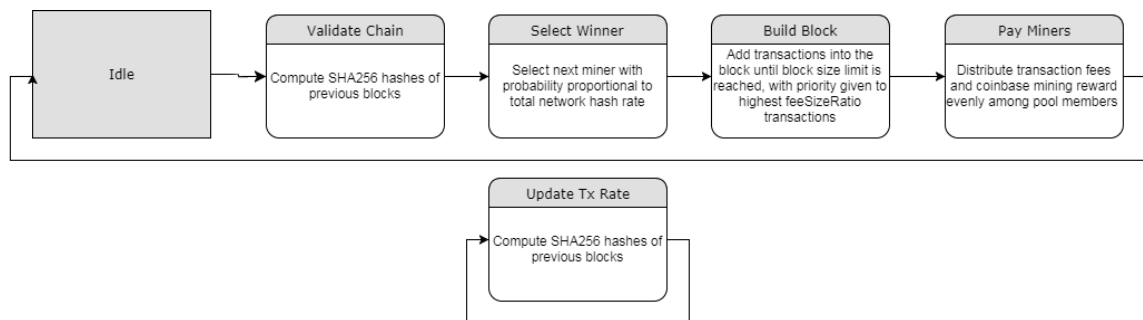 Idle
Validate Chain
Compute SHA256 hashes of
previous blocks
Select Winner
Select next miner with
probability proportional to
total network hash rate
Build Block
Add transactions into the
block until block size limit is
reached, with priority given to
highest feeSizeRatio
transactions
Pay Miners
Distribute transaction fees
and coinbase mining reward
evenly among pool members
Update Tx Rate
Compute SHA256 hashes of
previous blocks